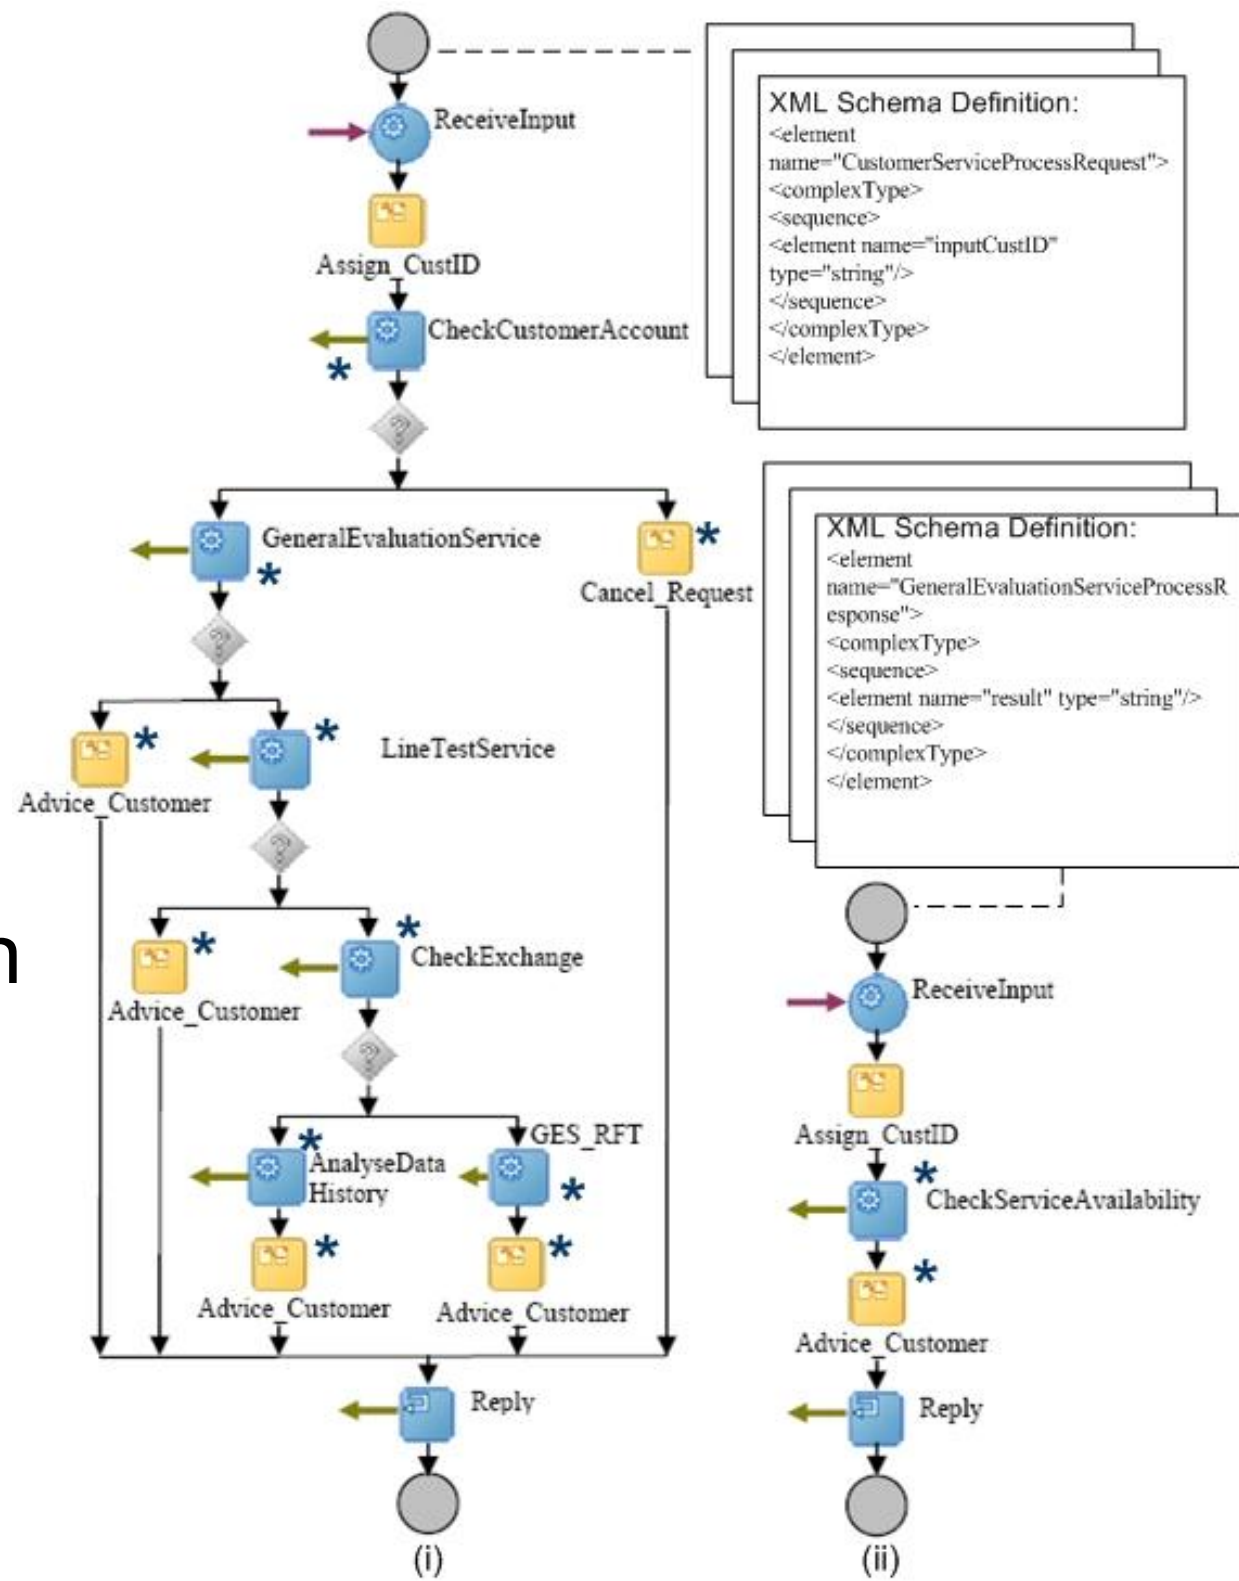 XML Schema Definition:
<element
name="CustomerServiceProcessRequest">
<complexType>
<sequence>
<element name="inputCustID"
type="string"/>
</sequence>
</complexType>
</element>
ReceiveInput
Assign_CustID
CheckCustomerAccount
*
?
GeneralEvaluationService
*
*
Cancel_Request
XML Schema Definition:
<element
name="GeneralEvaluationServiceProcessR
esponse">
<complexType>
<sequence>
<element name="result" type="string"/>
</sequence>
</complexType>
</element>
?
*
Advice_Customer
*
LineTestService
?
*
Advice_Customer
*
CheckExchange
n
?
*
AnalyseData
History
GES_RFT
*
*
Advice_Customer
*
Advice_Customer
Reply
(i)
ReceiveInput
Assign_CustID
*
CheckServiceAvailability
*
Advice_Customer
Reply
(ii)